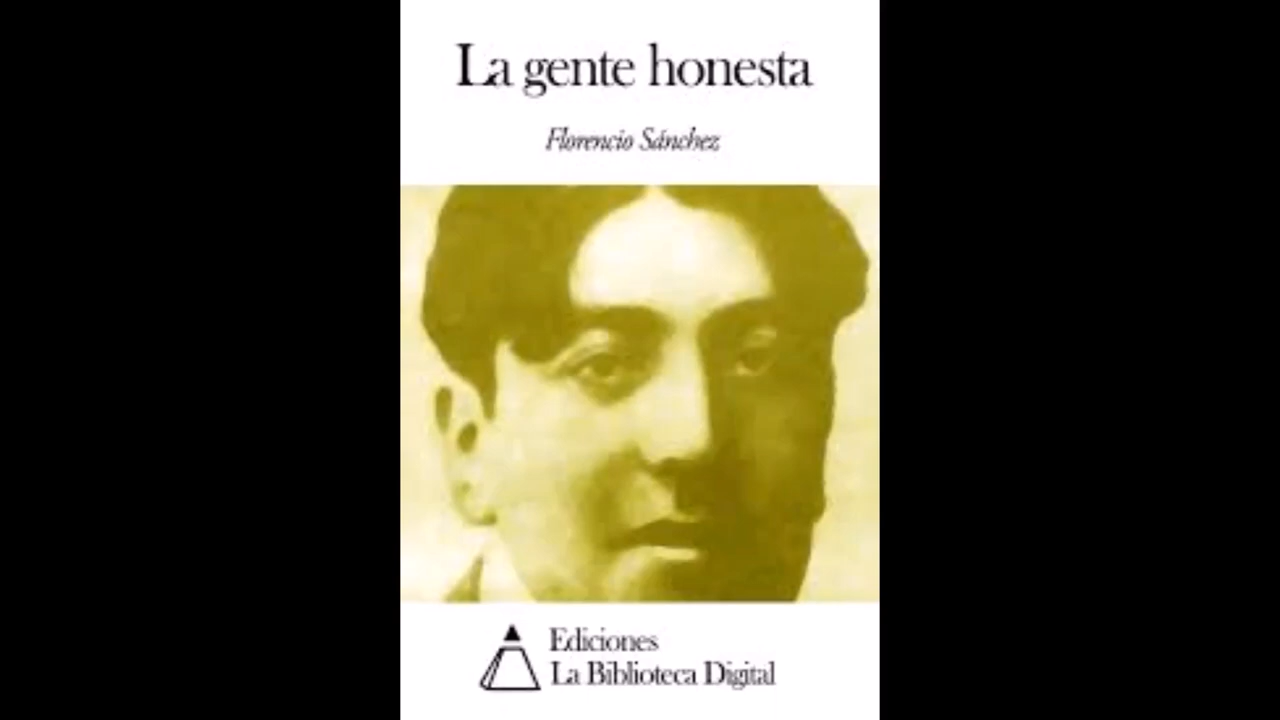 La gente honesta
Florencio Sánchez
Ediciones
La Biblioteca Digital